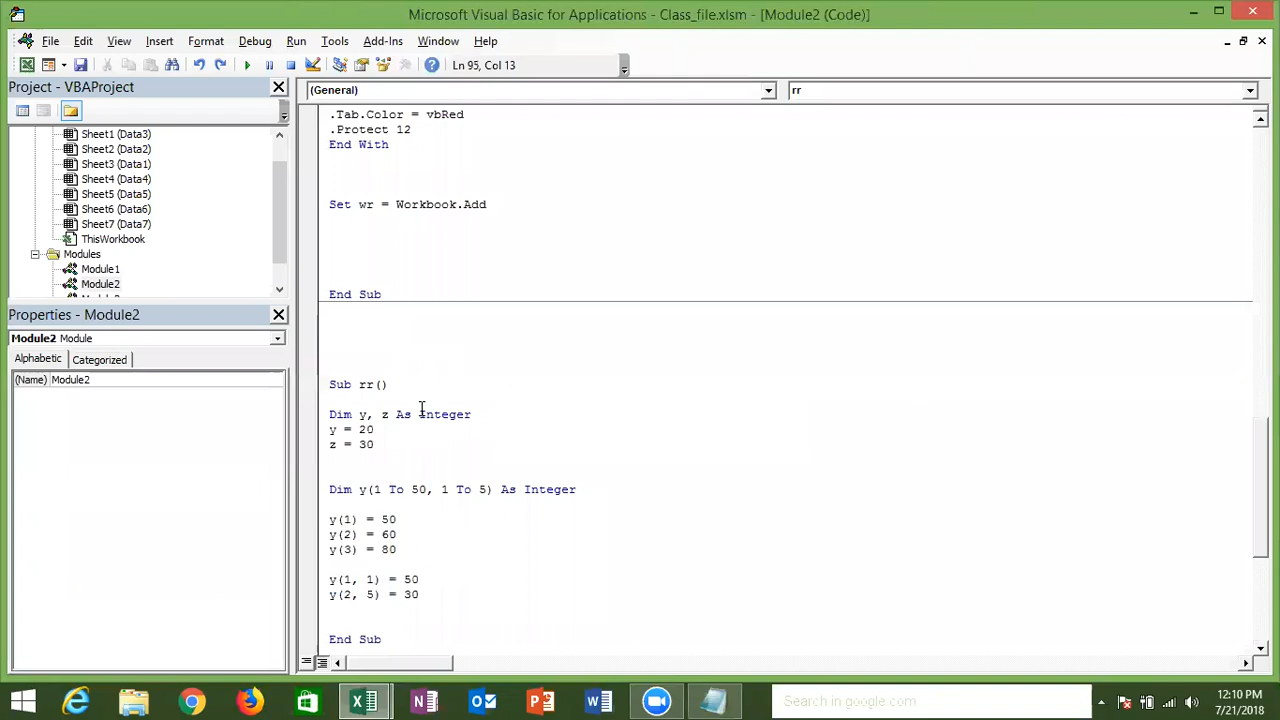 Microsoft Visual Basic for Applications - Class_file.xlsm - [Module2 (Code)]
File Edit View Insert Format Debug Run Tools Add-Ins Window Help
Ln 95, Col 13
Project - VBAProject
(General)
rr
Sheet1 (Data3)
Sheet2 (Data2)
Sheet3 (Data1)
Sheet4 (Data4)
Sheet5 (Data5)
Sheet6 (Data6)
Sheet7 (Data7)
ThisWorkbook
Modules
Module1
Module2
Properties - Module2
Module2 Module
Alphabetic Categorized
(Name) Module2
.Tab.Color = vbRed
.Protect 12
End With
Set wr = Workbook.Add
End Sub
Sub rr()
Dim y, z As Integer
y = 20
z = 30
Dim y(1 To 50, 1 To 5) As Integer
y(1) = 50
y(2) = 60
y(3) = 80
y(1, 1) = 50
y(2, 5) = 30
End Sub
Search in google.com
12:10 PM
7/21/2018